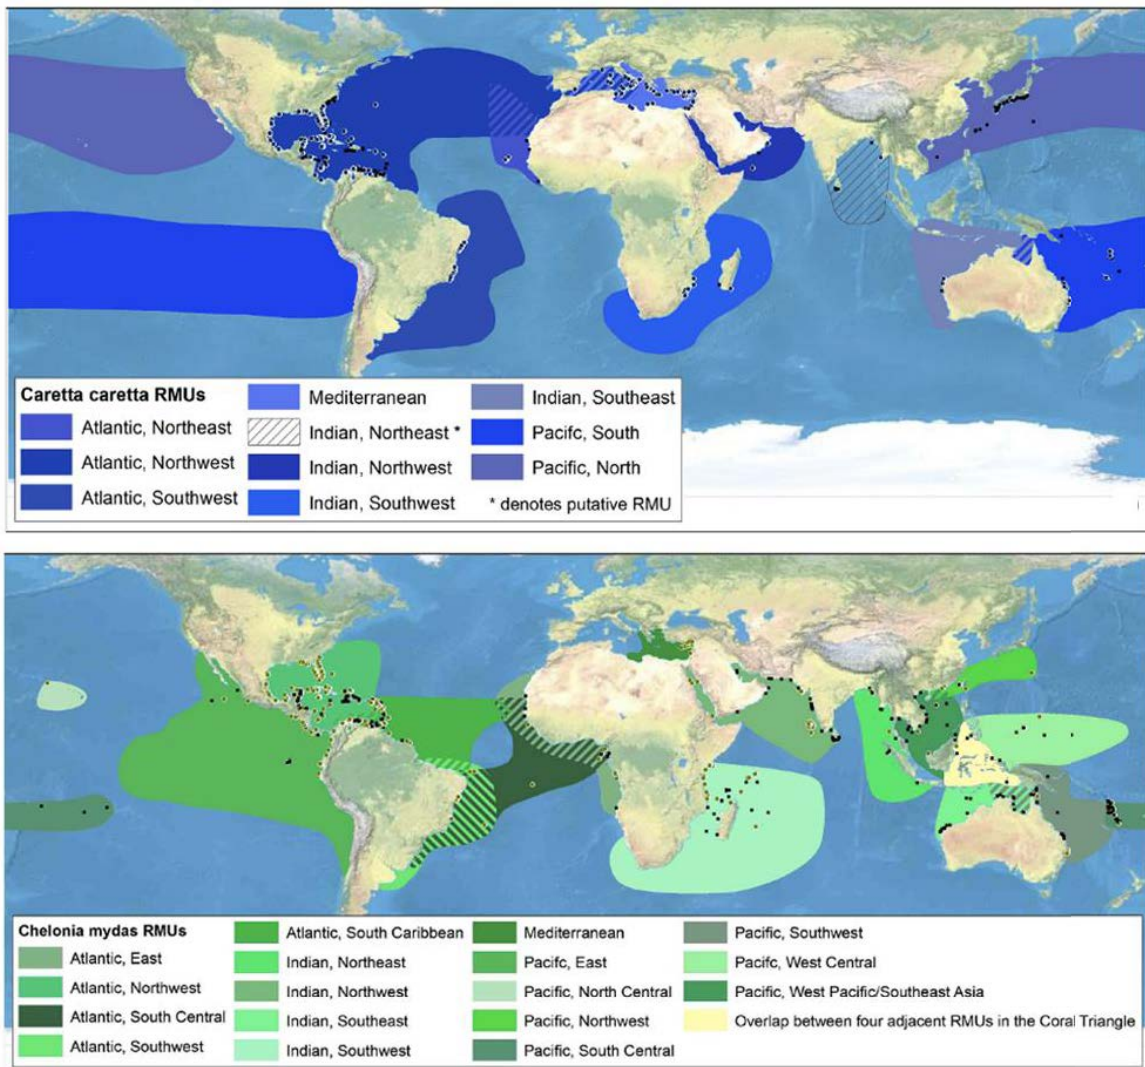 Caretta caretta RMUs
Atlantic, Northeast
Atlantic, Northwest
Atlantic, Southwest
Mediterranean
Indian, Northeast *
Indian, Northwest
Indian, Southwest
Indian, Southeast
Pacifc, South
Pacifc, North
* denotes putative RMU
Chelonia mydas RMUs
Atlantic, East
Atlantic, Northwest
Atlantic, South Central
Atlantic, Southwest
Atlantic, South Caribbean
Indian, Northeast
Indian, Northwest
Indian, Southeast
Indian, Southwest
Mediterranean
Pacifc, East
Pacific, North Central
Pacific, Northwest
Pacific, South Central
Pacific, Southwest
Pacifc, West Central
Pacific, West Pacific/Southeast Asia
Overlap between four adjacent RMUs in the Coral Triangle